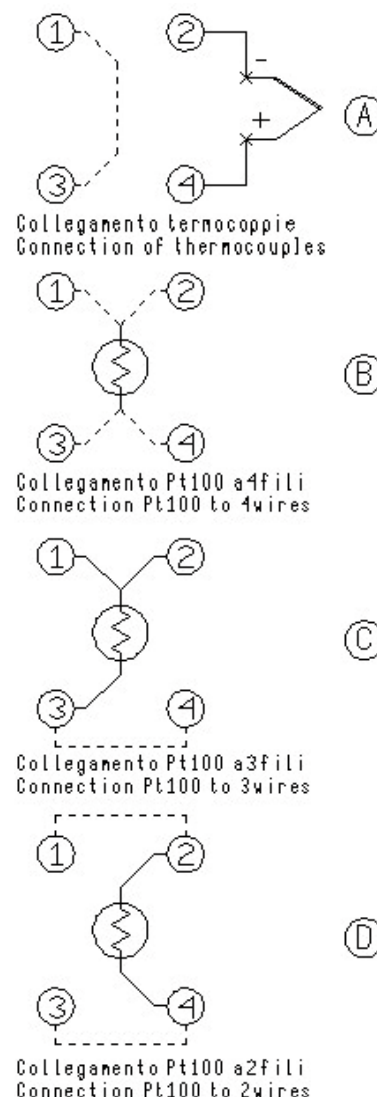 1 2
-
+
A
3 4
Collegamento termocoppie
Connection of thermocouples
1 2
B
3 4
Collegamento Pt100 a4fili
Connection Pt100 to 4wires
1 2
C
3 4
Collegamento Pt100 a3fili
Connection Pt100 to 3wires
1 2
D
3 4
Collegamento Pt100 a2fili
Connection Pt100 to 2wires